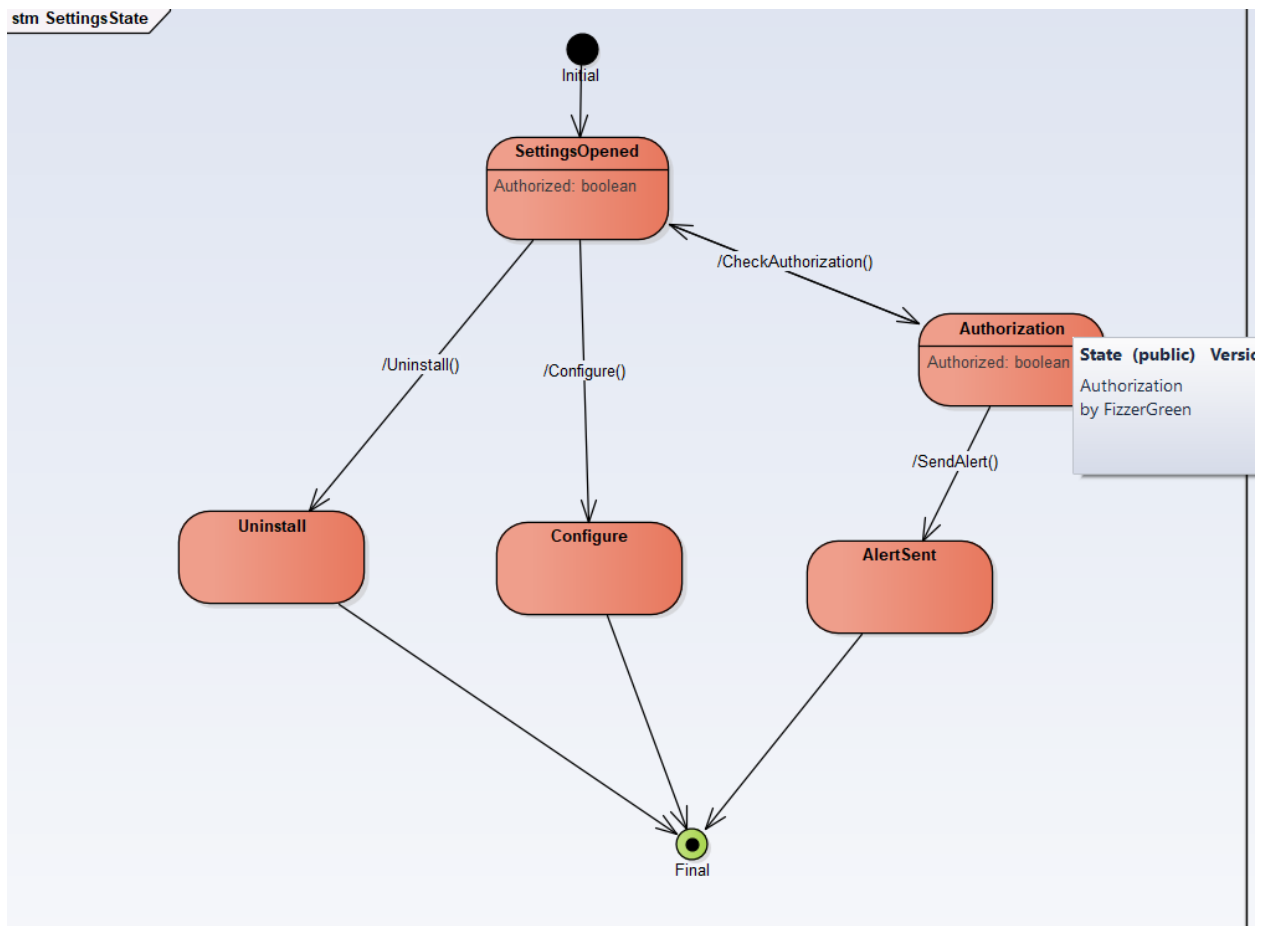 stm SettingsState
Initial
SettingsOpened
Authorized: boolean
/CheckAuthorization()
Authorization
Authorized: boolean
State (public) Versic
Authorization
by FizzerGreen
/Uninstall()
/Configure()
/SendAlert()
Uninstall
Configure
AlertSent
Final